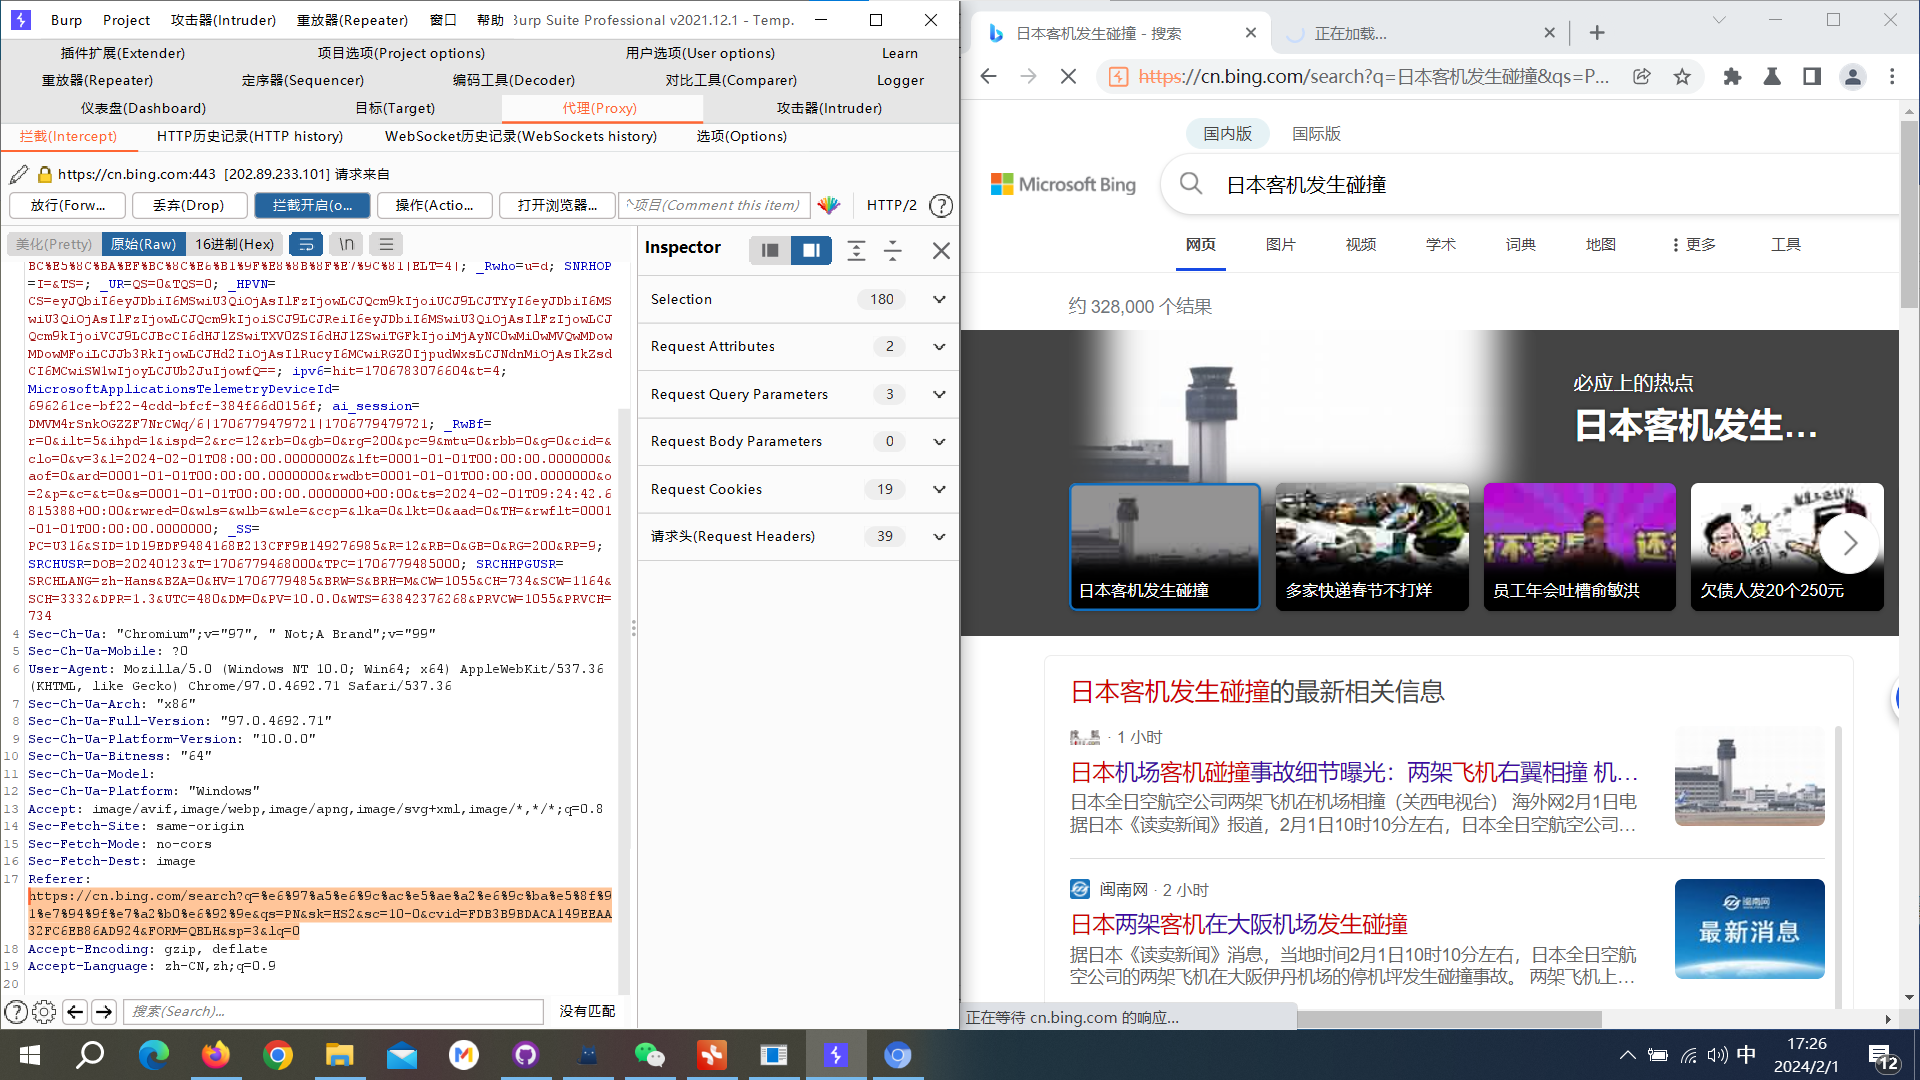 Burp Project 攻击器(Intruder) 重放器(Repeater) 窗口 帮助 Burp Suite Professional v2021.12.1 - Temp.
插件扩展(Extender) 项目选项(Project options) 用户选项(User options) Learn
重放器(Repeater) 定序器(Sequencer) 编码工具(Decoder) 对比工具(Comparer) Logger
仪表盘(Dashboard) 目标(Target) 代理(Proxy) 攻击器(Intruder)
拦截(Intercept) HTTP历史记录(HTTP history) WebSocket历史记录(WebSockets history) 选项(Options)
https://cn.bing.com:443 [202.89.233.101] 请求来自
放行(Forw... 丢弃(Drop) 拦截开启(o... 操作(Actio... 打开浏览器... 项目(Comment this item) HTTP/2 ?
美化(Pretty) 原始(Raw) 16进制(Hex) \n
BC%E5%8C%BA%EF%BC%8C%E6%B1%9F%E8%8B%8F%E7%9C%81|ELT=4|; _Rwho=u=d; SNRHOP
=I=&TS=; _UR=QS=0&TQS=0; _HPVN=
MDowMFoiLCJJb3RkIjowLCJHd2IiOjAsIlRucyI6MCwiRGZ0IjpudWxsLCJNdnMiOjAsIkZsd
CI6MCwiSW1wIjoyLCJUb2JuIjowfQ==; ipv6=hit=1706783076604&t=4;
MicrosoftApplicationsTelemetryDeviceId=
696261ce-bf22-4cdd-bfcf-384f66d0156f; ai_session=
DMVM4rSnkOGZZF7NrCWq/6|1706779479721|1706779479721; _RwBf=
r=0&ilt=5&ihpd=1&ispd=2&rc=12&rb=0&gb=0&rg=200&pc=9&mtu=0&rbb=0&g=0&cid=&
clo=0&v=3&l=2024-02-01T08:00:00.0000000Z&lft=0001-01-01T00:00:00.0000000&
aof=0&ard=0001-01-01T00:00:00.0000000&rwdbt=0001-01-01T00:00:00.0000000&o
=2&p=&c=&t=0&s=0001-01-01T00:00:00.0000000+00:00&ts=2024-02-01T09:24:42.6
815388+00:00&rwred=0&wls=&wlb=&wle=&ccp=&lka=0&lkt=0&aad=0&TH=&rwflt=0001
-01-01T00:00:00.0000000; _SS=
PC=U316&SID=1D19EDF9484168E213CFF9E149276985&R=12&RB=0&GB=0&RG=200&RP=9;
SRCHUSR=DOB=20240123&T=1706779468000&TPC=1706779485000; SRCHHPGUSR=
SRCHLANG=zh-Hans&BZA=0&HV=1706779485&BRW=S&BRH=M&CW=1055&CH=734&SCW=1164&
SCH=3332&DPR=1.3&UTC=480&DM=0&PV=10.0.0&WTS=63842376268&PRVCW=1055&PRVCH=
734
4 Sec-Ch-Ua: "Chromium";v="97", " Not;A Brand";v="99"
5 Sec-Ch-Ua-Mobile: ?0
6 User-Agent: Mozilla/5.0 (Windows NT 10.0; Win64; x64) AppleWebKit/537.36
(KHTML, like Gecko) Chrome/97.0.4692.71 Safari/537.36
7 Sec-Ch-Ua-Arch: "x86"
8 Sec-Ch-Ua-Full-Version: "97.0.4692.71"
9 Sec-Ch-Ua-Platform-Version: "10.0.0"
10 Sec-Ch-Ua-Bitness: "64"
11 Sec-Ch-Ua-Model:
12 Sec-Ch-Ua-Platform: "Windows"
13 Accept: image/avif,image/webp,image/apng,image/svg+xml,image/*,*/*;q=0.8
14 Sec-Fetch-Site: same-origin
15 Sec-Fetch-Mode: no-cors
16 Sec-Fetch-Dest: image
17 Referer:
https://cn.bing.com/search?q=%e6%97%a5%e6%9c%ac%e5%ae%a2%e6%9c%ba%e5%8f%9
1%e7%94%9f%e7%a2%b0%e6%92%9e&qs=PN&sk=HS2&sc=10-0&cvid=FDB3B9BDACA149EEAA
32FC6EB86AD924&FORM=QBLH&sp=3&lq=0
18 Accept-Encoding: gzip, deflate
19 Accept-Language: zh-CN,zh;q=0.9
20
? 搜索(Search)... 没有匹配
Inspector
Selection 180
Request Attributes 2
Request Query Parameters 3
Request Body Parameters 0
Request Cookies 19
请求头(Request Headers) 39
日本客机发生碰撞 - 搜索 正在加载...
https://cn.bing.com/search?q=日本客机发生碰撞&qs=P...
国内版 国际版
Microsoft Bing 日本客机发生碰撞
网页 图片 视频 学术 词典 地图 更多 工具
约 328,000 个结果
必应上的热点
日本客机发生...
日本客机发生碰撞 多家快递春节不打烊 员工年会吐槽俞敏洪 欠债人发20个250元
日本客机发生碰撞的最新相关信息
· 1 小时
日本机场客机碰撞事故细节曝光：两架飞机右翼相撞 机...
日本全日空航空公司两架飞机在机场相撞（关西电视台） 海外网2月1日电
据日本《读卖新闻》报道，2月1日10时10分左右，日本全日空航空公司...
闽南网 · 2 小时
日本两架客机在大阪机场发生碰撞
据日本《读卖新闻》消息，当地时间2月1日10时10分左右，日本全日空航
空公司的两架飞机在大阪伊丹机场的停机坪发生碰撞事故。 两架飞机上...
闽南网
最新消息
正在等待 cn.bing.com 的响应...
中 17:26
2024/2/1
12